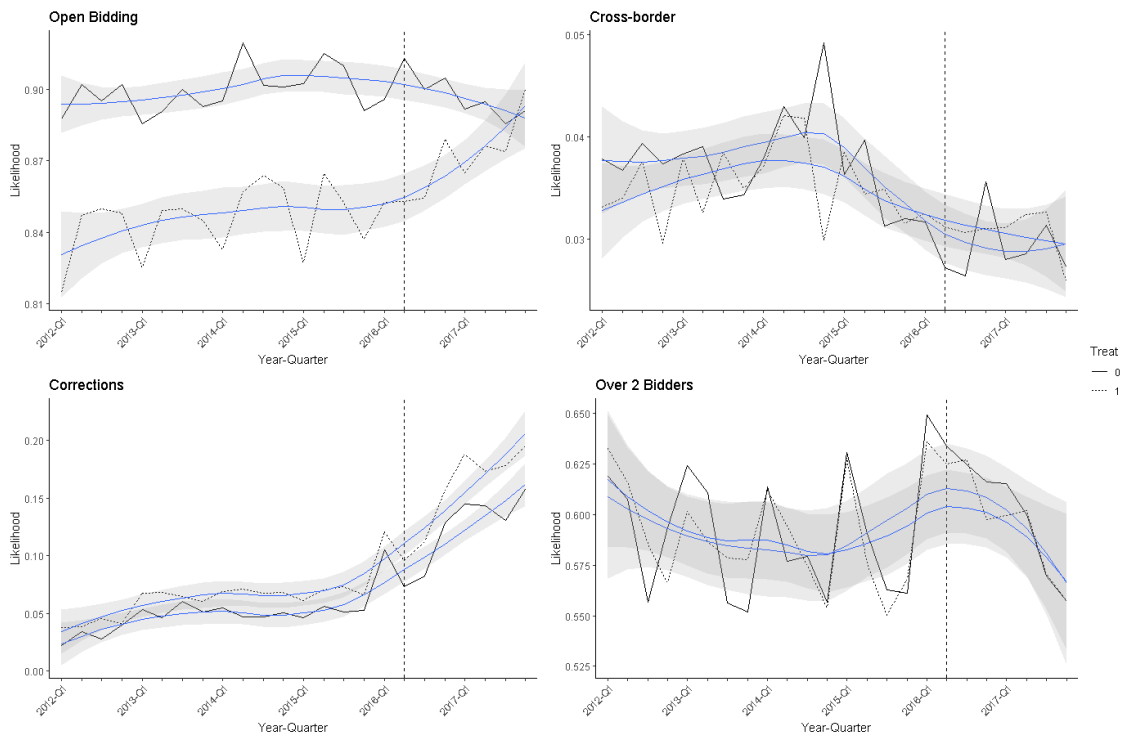 Open Bidding
Likelihood
0.90
0.87
0.84
0.81
2012-Q1
2013-Q1
2014-Q1
2015-Q1
2016-Q1
2017-Q1
Year-Quarter
Cross-border
Likelihood
0.05
0.04
0.03
2012-Q1
2013-Q1
2014-Q1
2015-Q1
2016-Q1
2017-Q1
Year-Quarter
Treat
0
1
Corrections
Likelihood
0.20
0.15
0.10
0.05
0.00
2012-Q1
2013-Q1
2014-Q1
2015-Q1
2016-Q1
2017-Q1
Year-Quarter
Over 2 Bidders
Likelihood
0.650
0.625
0.600
0.575
0.550
0.525
2012-Q1
2013-Q1
2014-Q1
2015-Q1
2016-Q1
2017-Q1
Year-Quarter